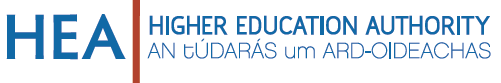 HEA
HIGHER EDUCATION AUTHORITY
AN tÚDARÁS um ARD-OIDEACHAS